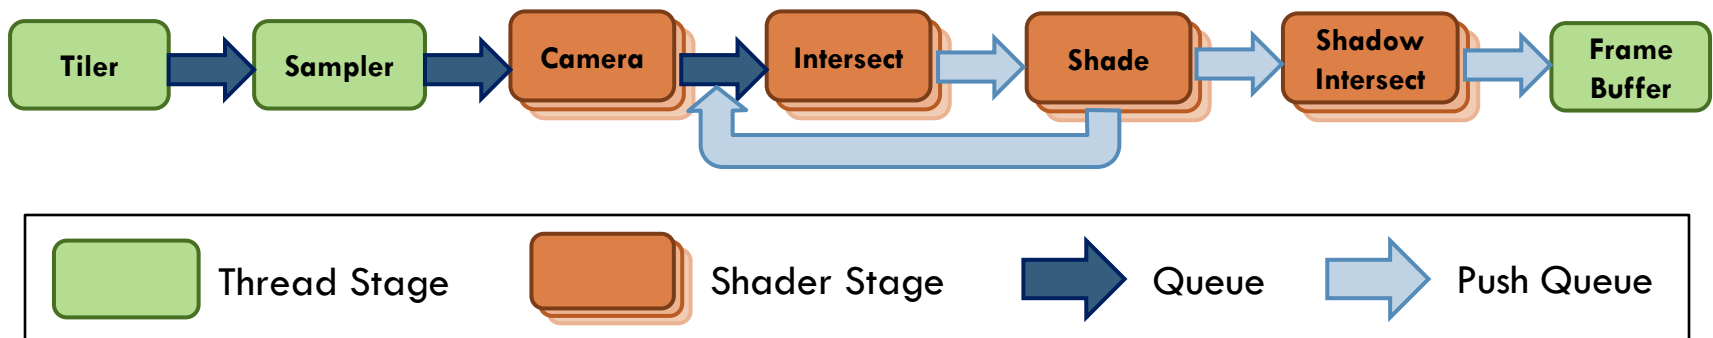 Tiler
Sampler
Camera
Intersect
Shade
Shadow
Intersect
Frame
Buffer
Thread Stage
Shader Stage
Queue
Push Queue